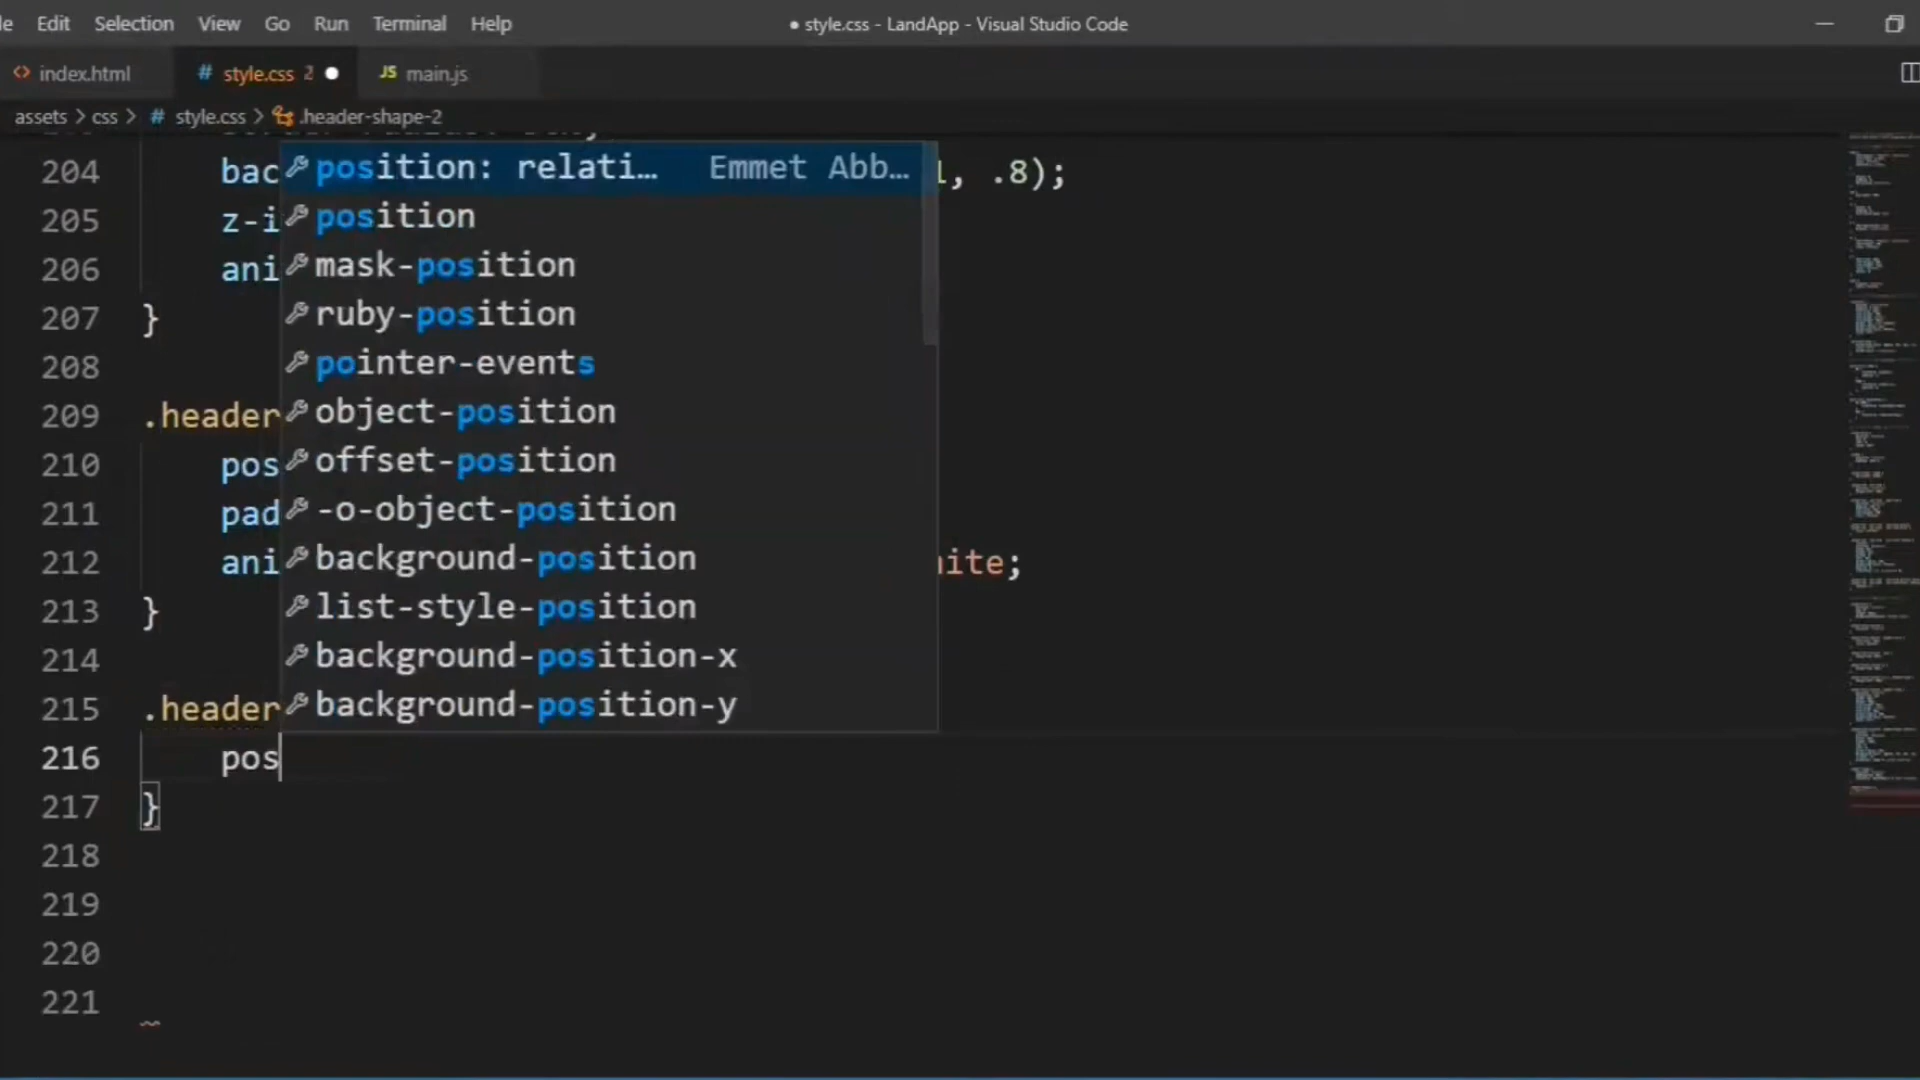 Edit Selection View Go Run Terminal Help ● style.css - LandApp - Visual Studio Code
index.html # style.css 2 ● JS main.js
assets > css > # style.css > .header-shape-2
204 bac 1, .8);
205 z-i
206 ani
207 }
208
209 .header
210 pos
211 pad
212 ani nite;
213 }
214
215 .header
216 pos
217 }
218
219
220
221
position: relati… Emmet Abb…
position
mask-position
ruby-position
pointer-events
object-position
offset-position
-o-object-position
background-position
list-style-position
background-position-x
background-position-y